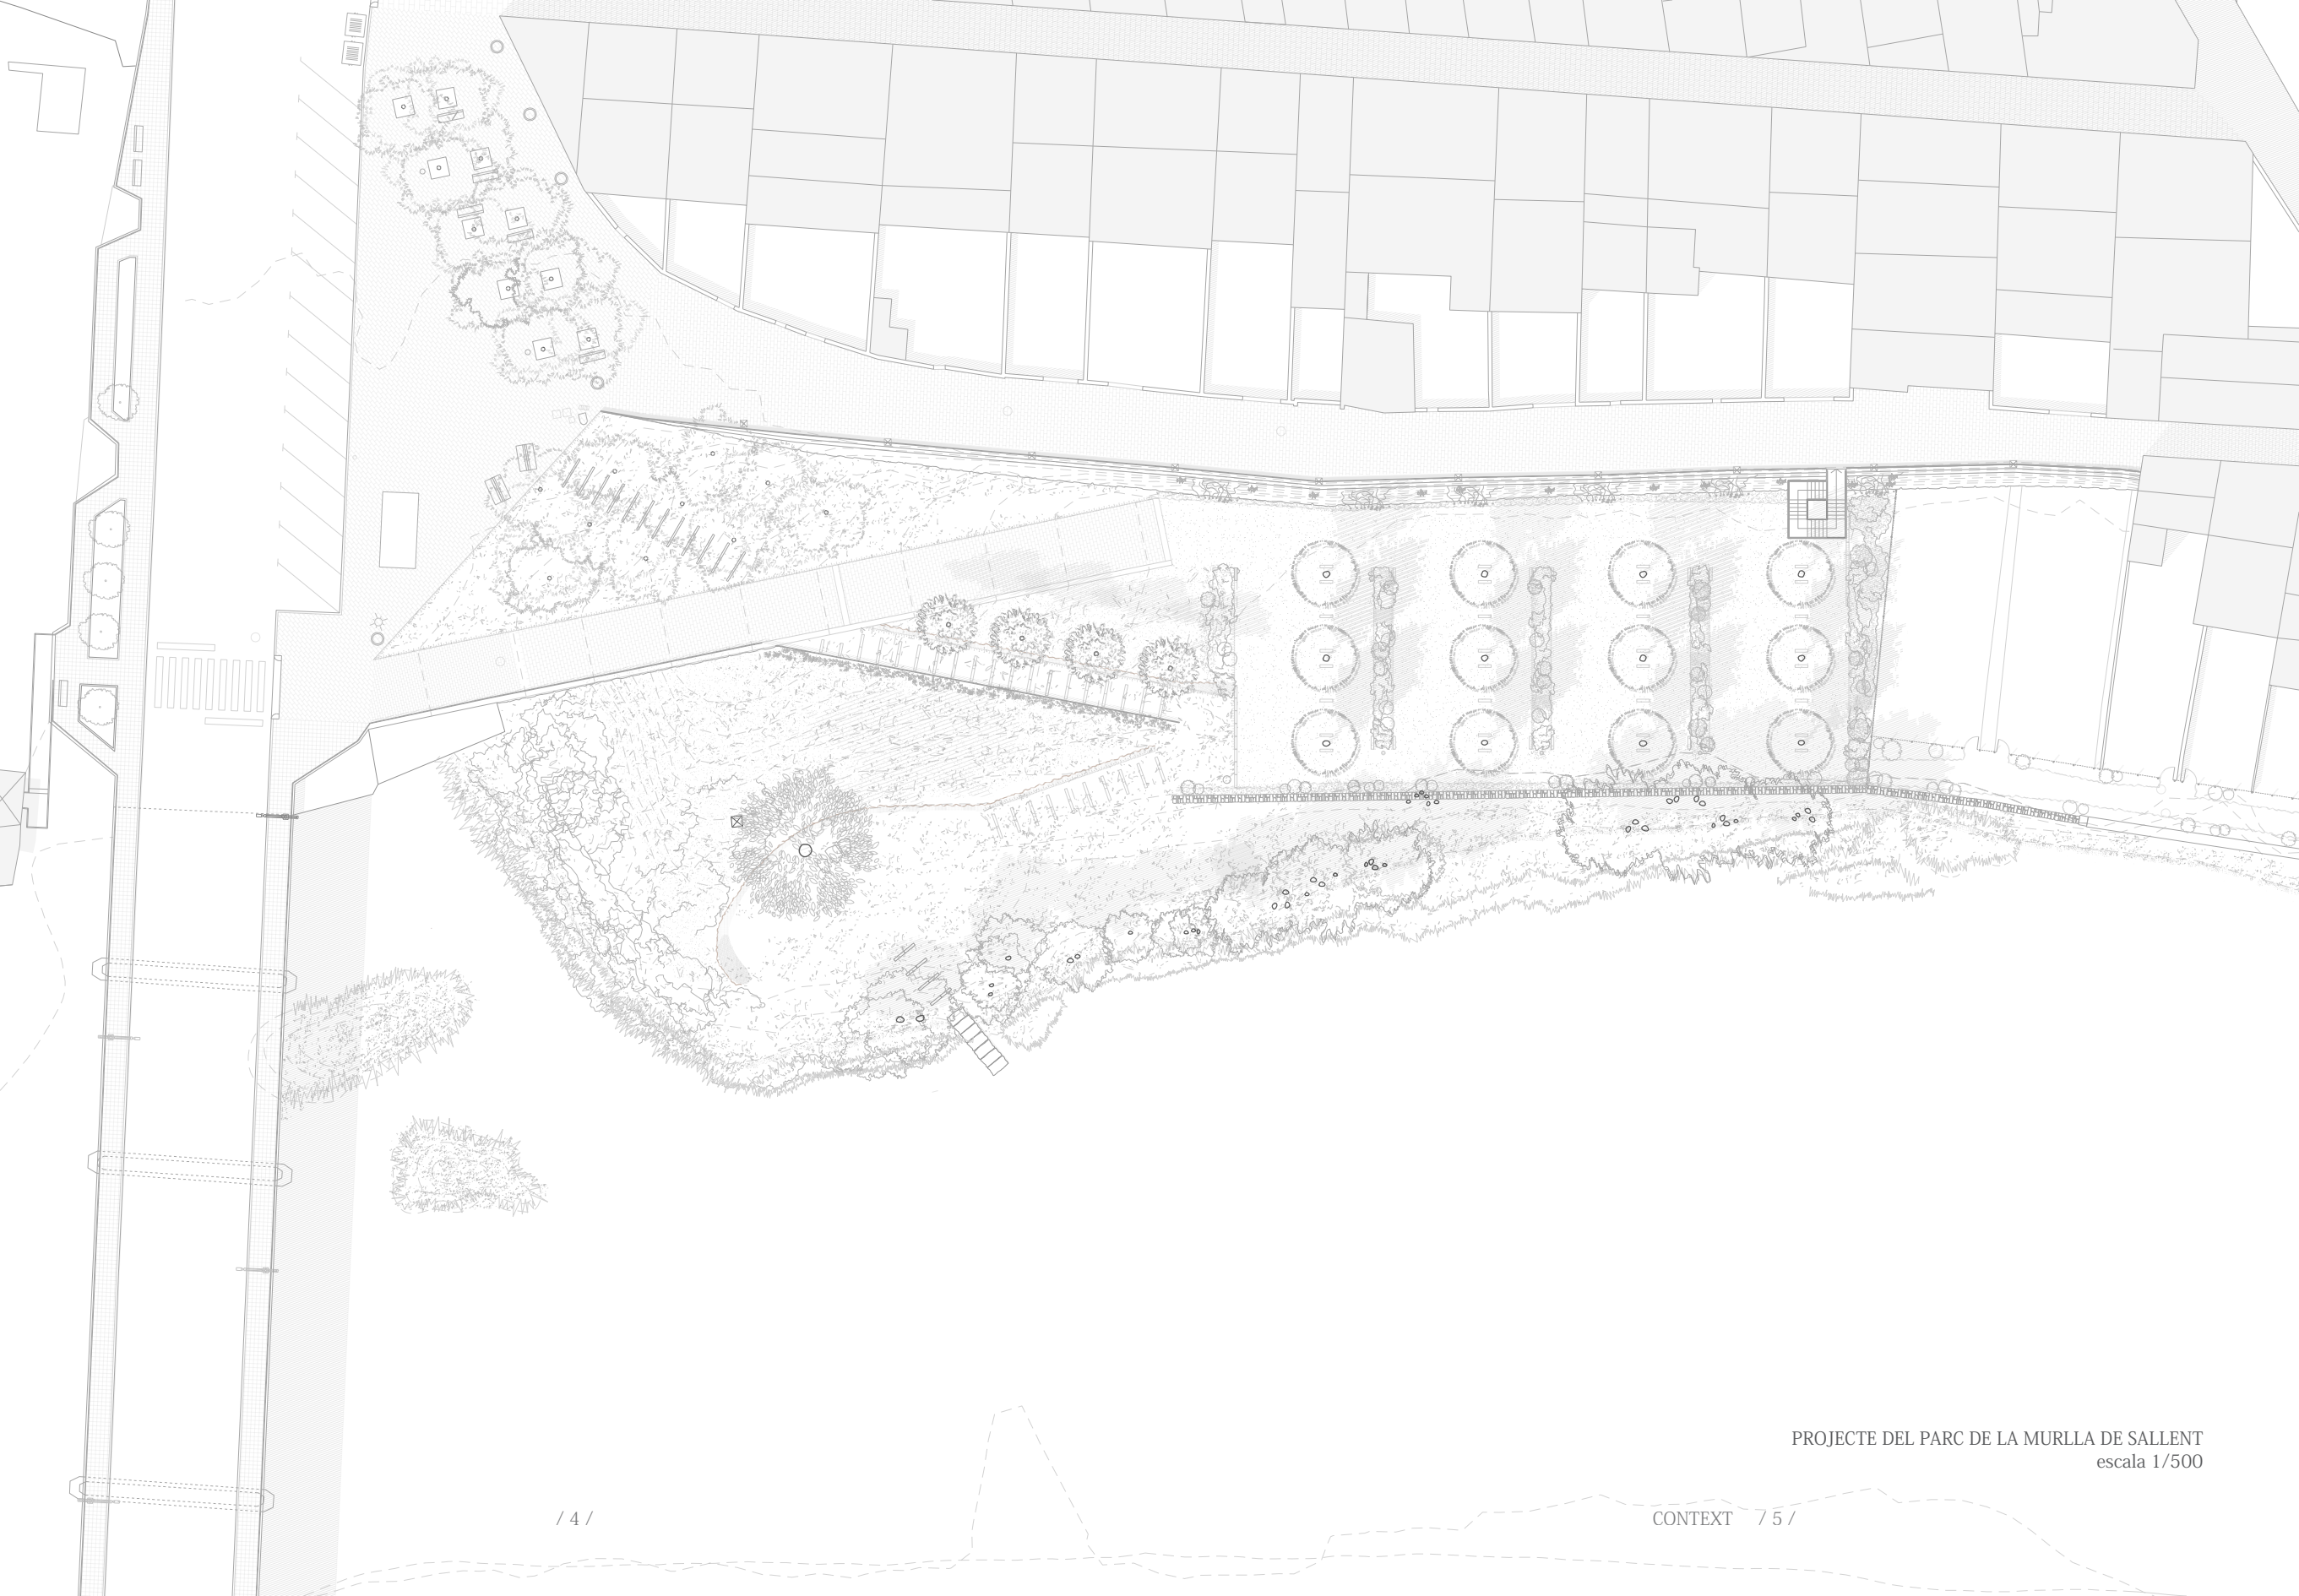 PROJECTE DEL PARC DE LA MURLLA DE SALLENT
escala 1/500
/ 4 /
CONTEXT / 5 /